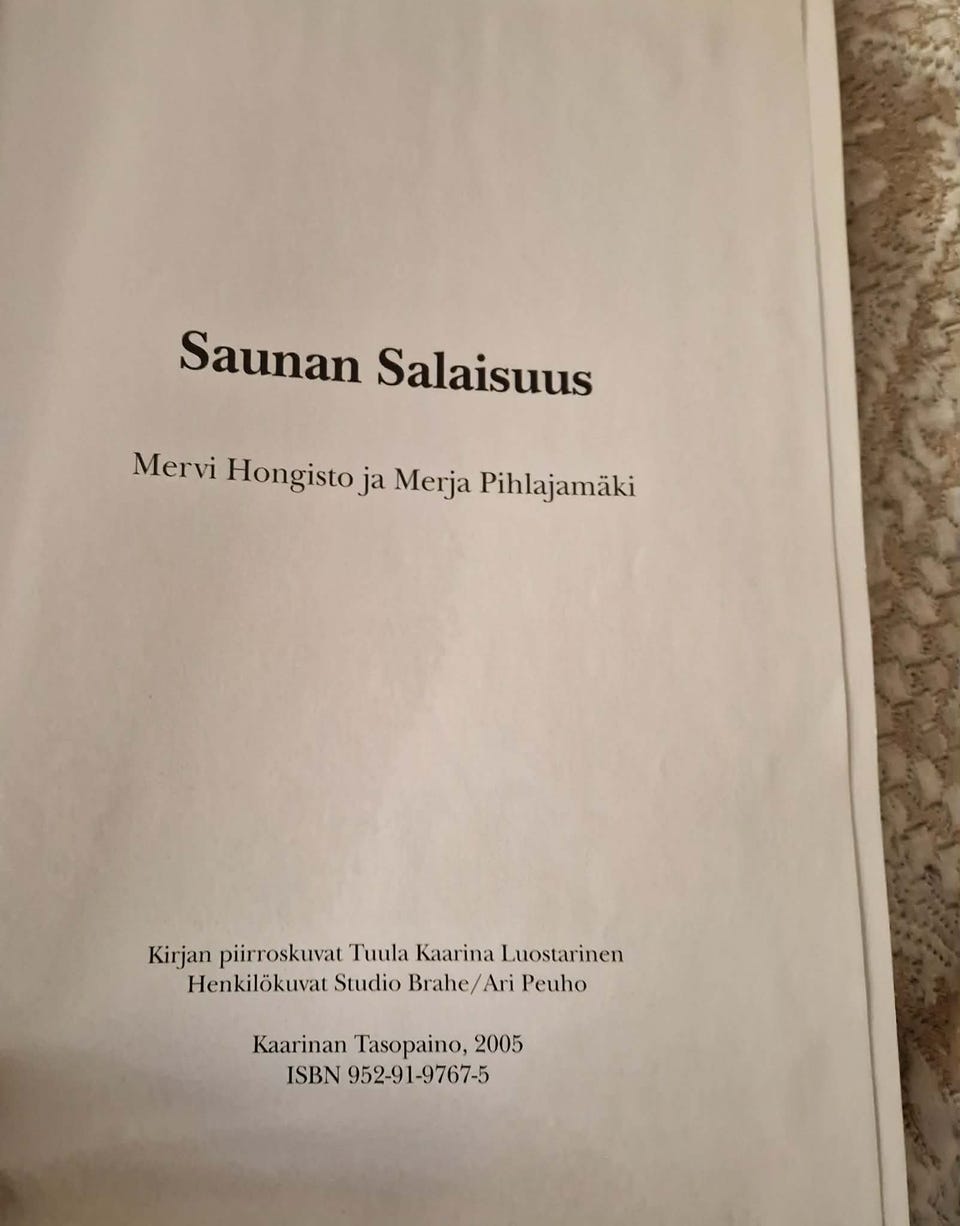 Saunan Salaisuus
Mervi Hongisto ja Merja Pihlajamäki
Kirjan piirroskuvat Tuula Kaarina Luostarinen
Henkilökuvat Studio Brahe/Ari Peuho
Kaarinan Tasopaino, 2005
ISBN 952-91-9767-5